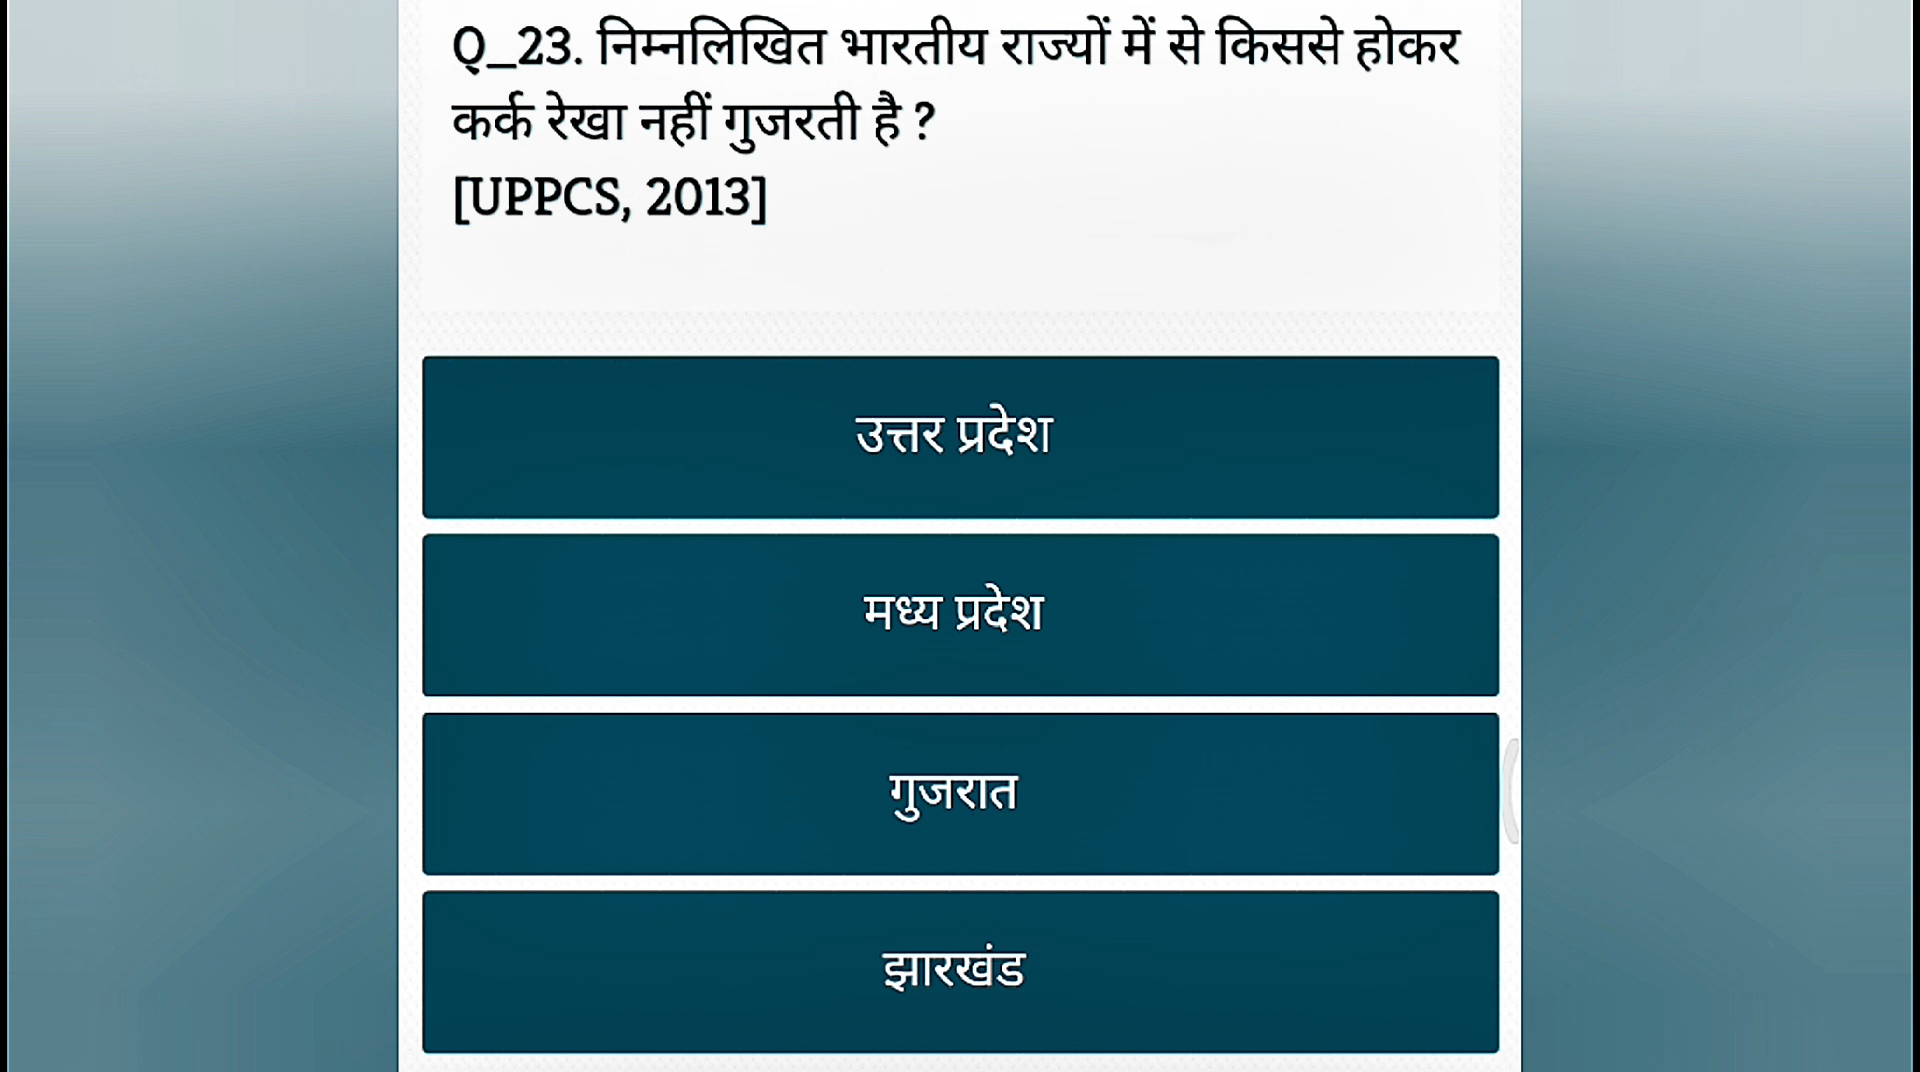 Q_23. निम्नलिखित भारतीय राज्यों में से किससे होकर
कर्क रेखा नहीं गुजरती है ?
[UPPCS, 2013]
उत्तर प्रदेश
मध्य प्रदेश
गुजरात
झारखंड